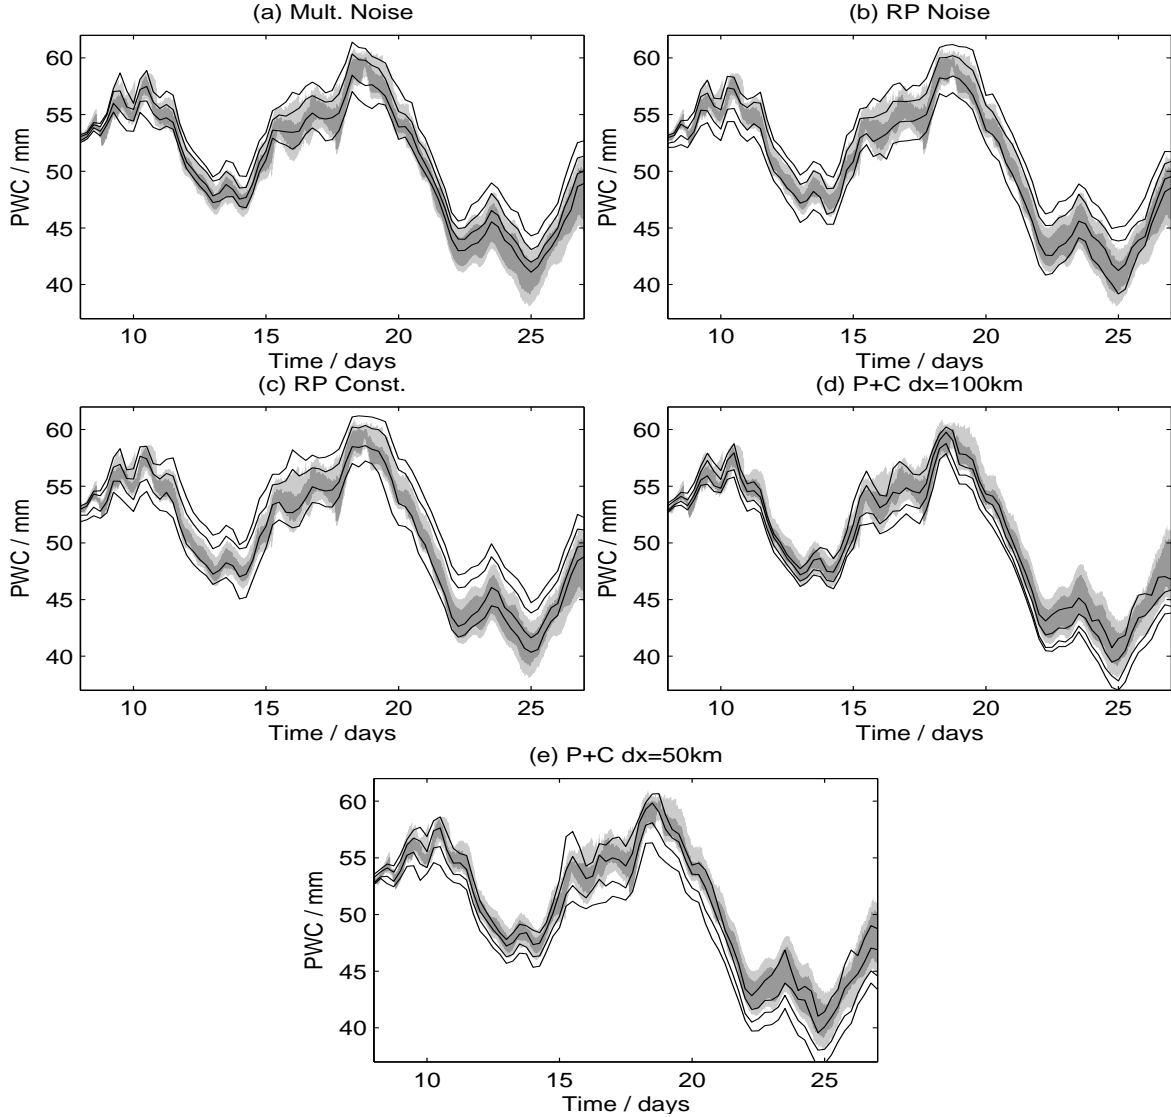 (a) Mult. Noise
60
55
50
45
40
PWC / mm
10 15 20 25
Time / days
(b) RP Noise
60
55
50
45
40
PWC / mm
10 15 20 25
Time / days
(c) RP Const.
60
55
50
45
40
PWC / mm
10 15 20 25
Time / days
(d) P+C dx=100km
60
55
50
45
40
PWC / mm
10 15 20 25
Time / days
(e) P+C dx=50km
60
55
50
45
40
PWC / mm
10 15 20 25
Time / days